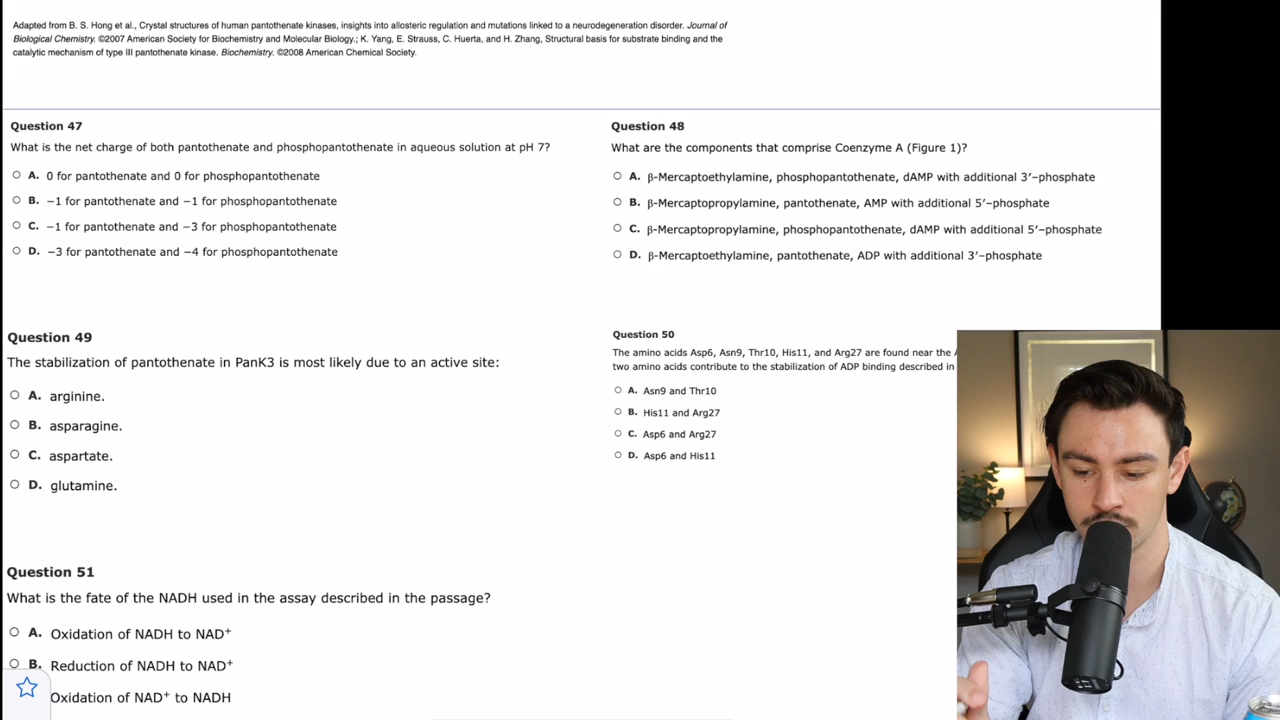 Adapted from B. S. Hong et al., Crystal structures of human pantothenate kinases, insights into allosteric regulation and mutations linked to a neurodegeneration disorder. Journal of
Biological Chemistry. ©2007 American Society for Biochemistry and Molecular Biology.; K. Yang, E. Strauss, C. Huerta, and H. Zhang, Structural basis for substrate binding and the
catalytic mechanism of type III pantothenate kinase. Biochemistry. ©2008 American Chemical Society.
Question 47
What is the net charge of both pantothenate and phosphopantothenate in aqueous solution at pH 7?
A. 0 for pantothenate and 0 for phosphopantothenate
B. −1 for pantothenate and −1 for phosphopantothenate
C. −1 for pantothenate and −3 for phosphopantothenate
D. −3 for pantothenate and −4 for phosphopantothenate
Question 48
What are the components that comprise Coenzyme A (Figure 1)?
A. β-Mercaptoethylamine, phosphopantothenate, dAMP with additional 3′–phosphate
B. β-Mercaptopropylamine, pantothenate, AMP with additional 5′–phosphate
C. β-Mercaptopropylamine, phosphopantothenate, dAMP with additional 5′–phosphate
D. β-Mercaptoethylamine, pantothenate, ADP with additional 3′–phosphate
Question 49
The stabilization of pantothenate in PanK3 is most likely due to an active site:
A. arginine.
B. asparagine.
C. aspartate.
D. glutamine.
Question 50
The amino acids Asp6, Asn9, Thr10, His11, and Arg27 are found near the
two amino acids contribute to the stabilization of ADP binding described in
A. Asn9 and Thr10
B. His11 and Arg27
C. Asp6 and Arg27
D. Asp6 and His11
Question 51
What is the fate of the NADH used in the assay described in the passage?
A. Oxidation of NADH to NAD⁺
B. Reduction of NADH to NAD⁺
Oxidation of NAD⁺ to NADH